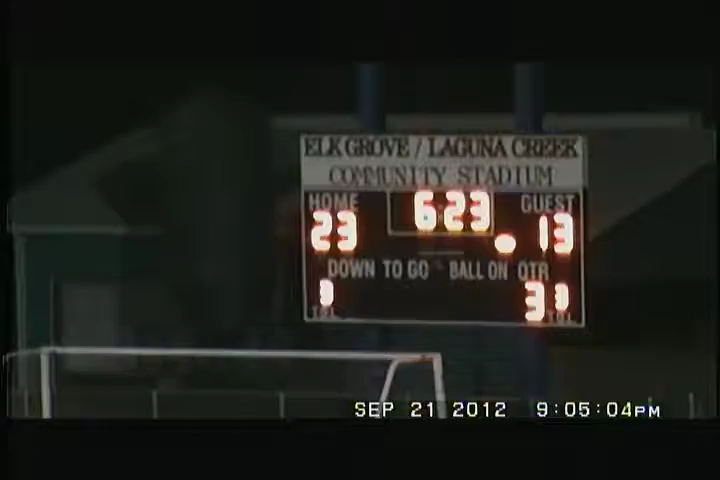 ELK GROVE / LAGUNA CREEK
COMMUNITY STADIUM
HOME 6:23 GUEST
23 13
DOWN TO GO BALL ON QTR
3 3 3
T.O.L. T.O.L.
SEP 21 2012 9:05:04PM